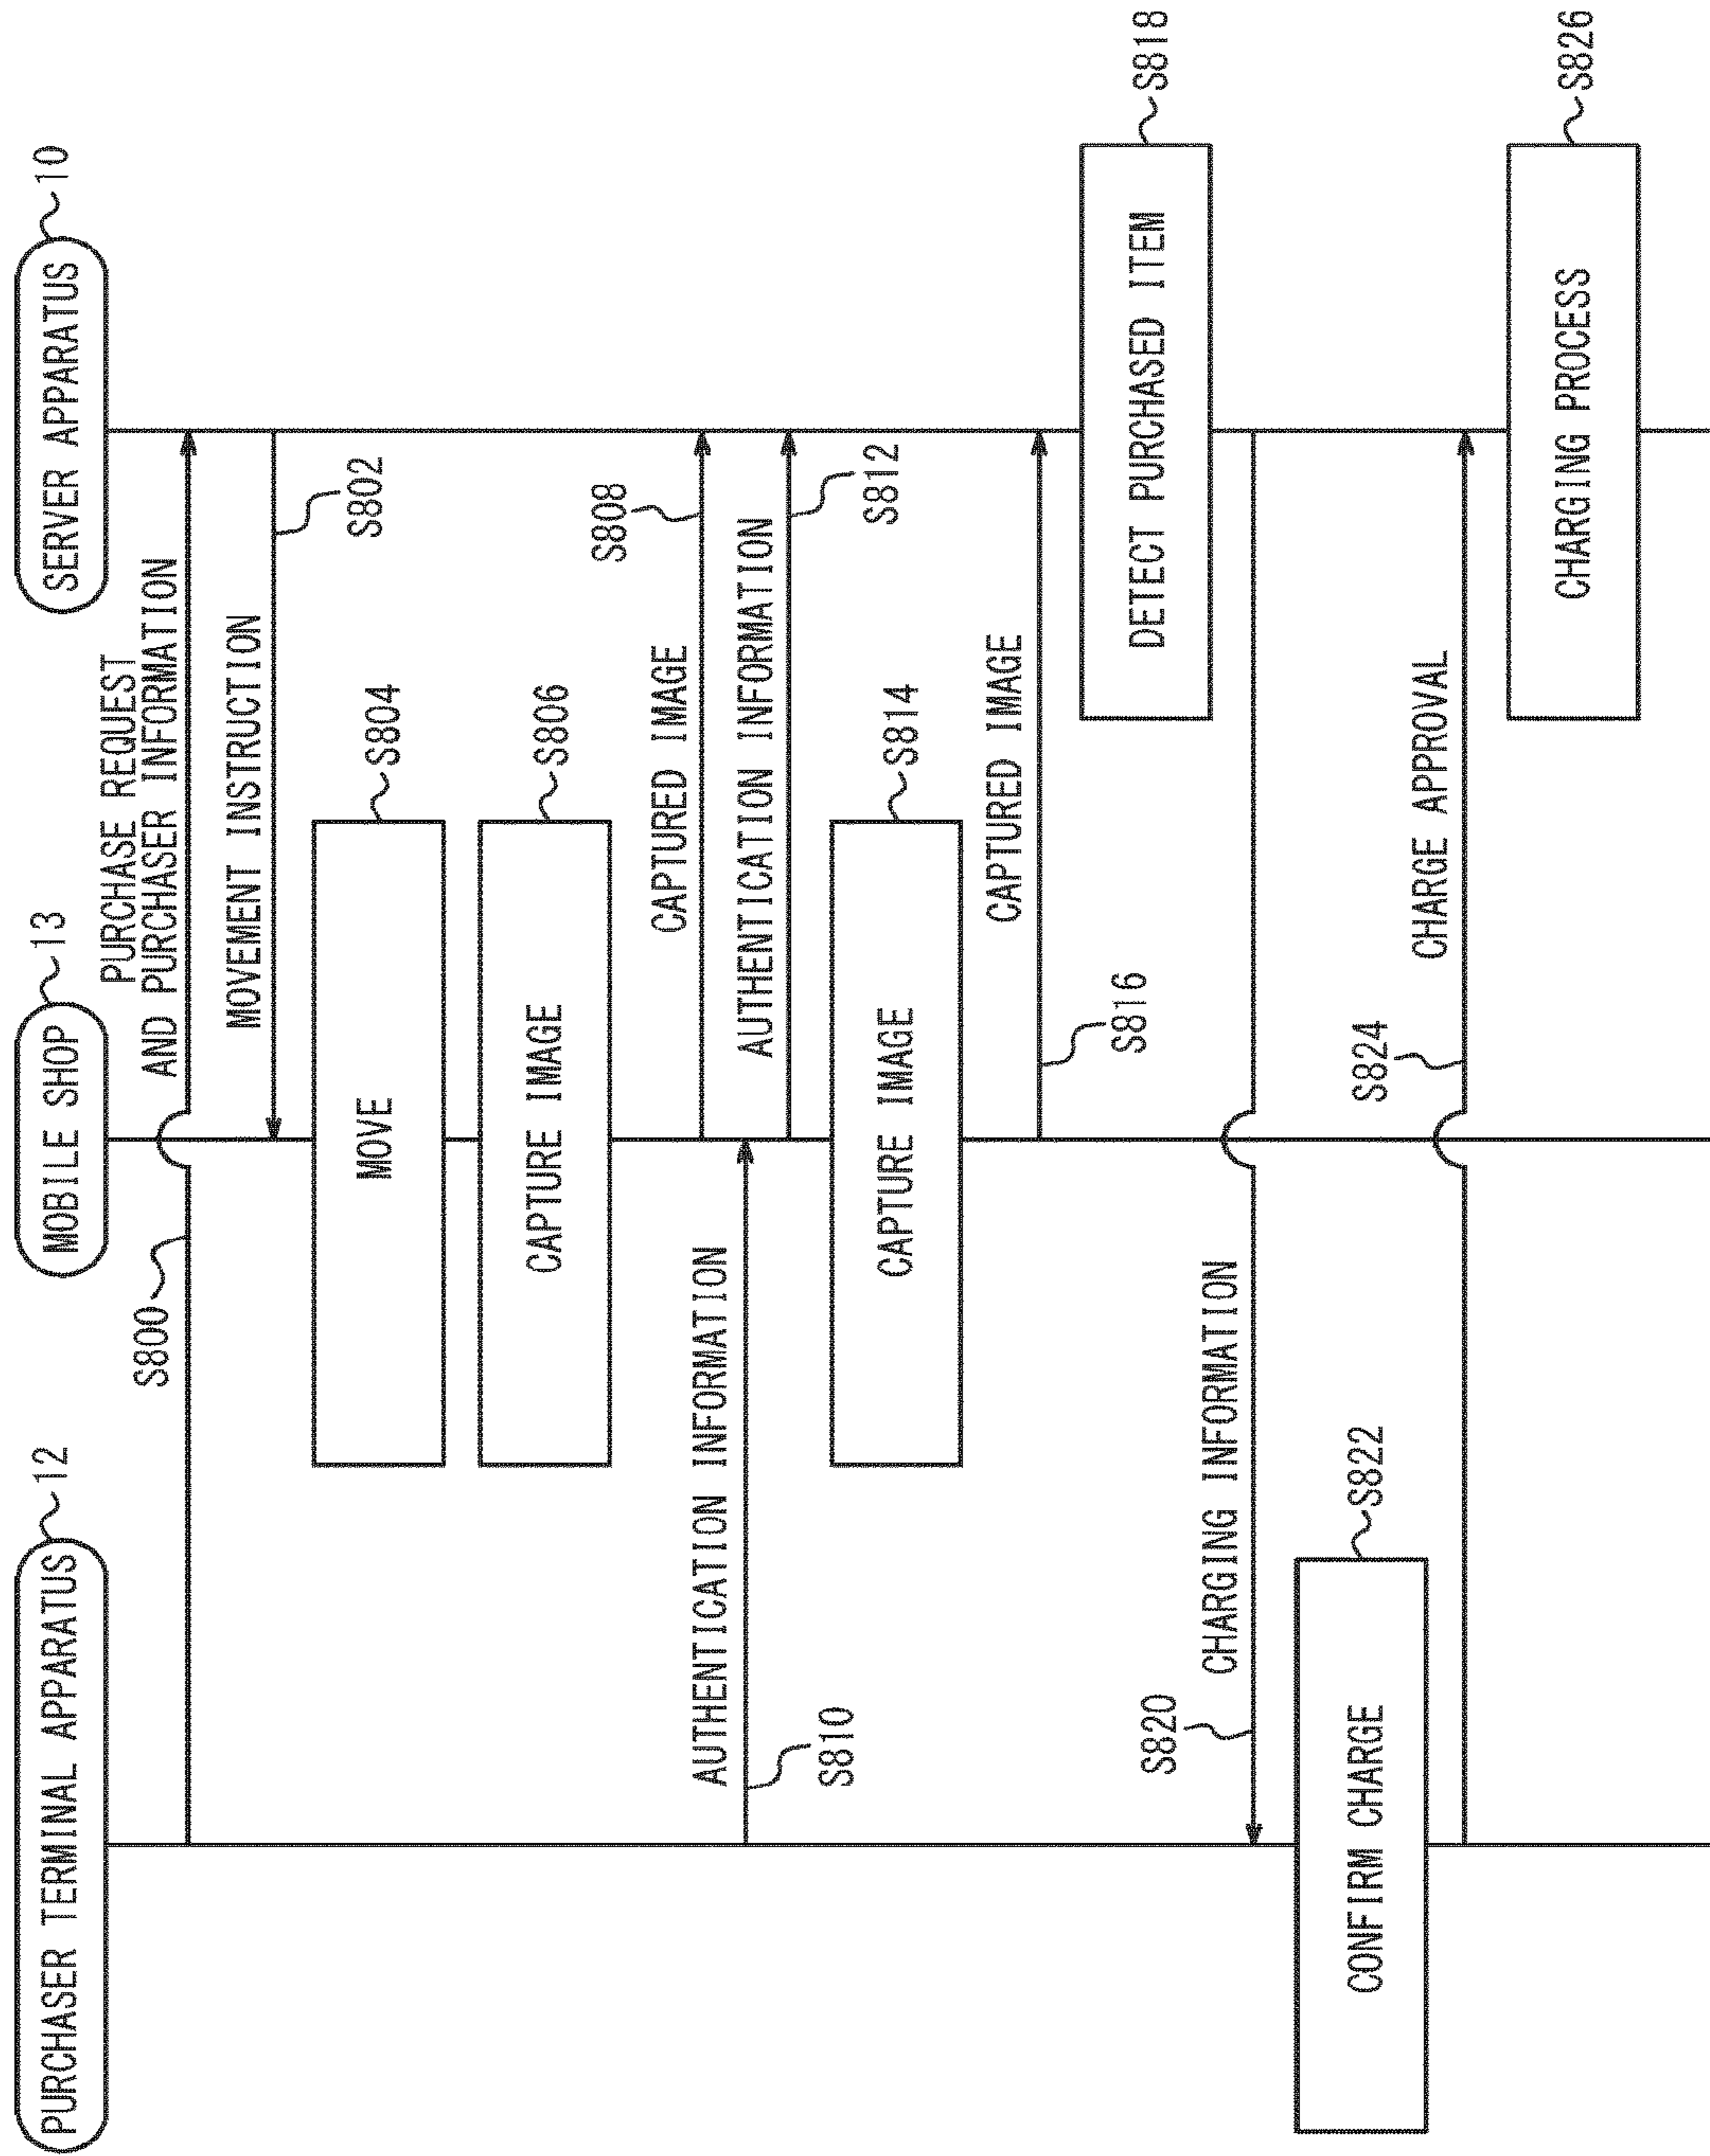 PURCHASER TERMINAL APPARATUS
12
MOBILE SHOP
13
SERVER APPARATUS
10
S800
PURCHASE REQUEST
AND PURCHASER INFORMATION
MOVEMENT INSTRUCTION
S802
MOVE
S804
CAPTURE IMAGE
S806
CAPTURED IMAGE
S808
AUTHENTICATION INFORMATION
S810
AUTHENTICATION INFORMATION
S812
CAPTURE IMAGE
S814
CAPTURED IMAGE
S816
DETECT PURCHASED ITEM
S818
CHARGING INFORMATION
S820
CONFIRM CHARGE
S822
CHARGE APPROVAL
S824
CHARGING PROCESS
S826